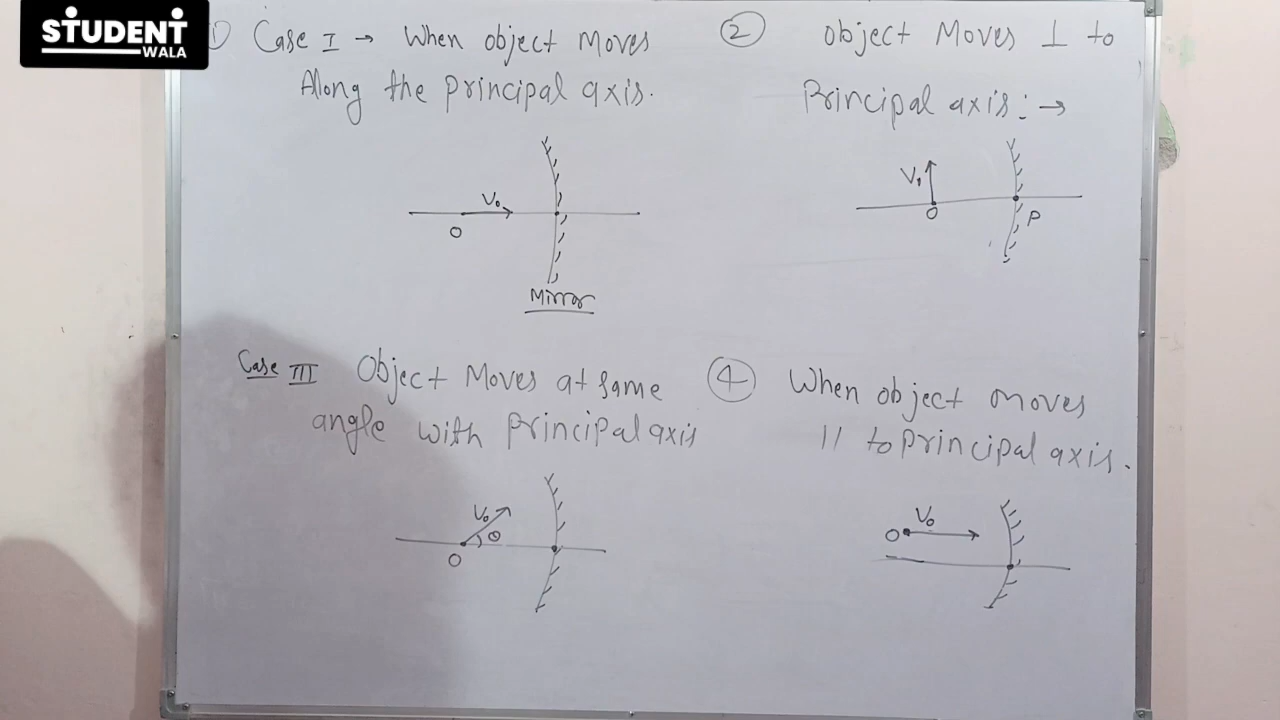 STUDENT
WALA
1) Case I → When object Moves
Along the principal axis.
V₀
O
Mirror
② object Moves ⊥ to
Principal axis: →
V₁
O
P
Case III Object Moves at same
angle with principal axis
V₀
θ
O
④ When object moves
|| to principal axis.
O V₀